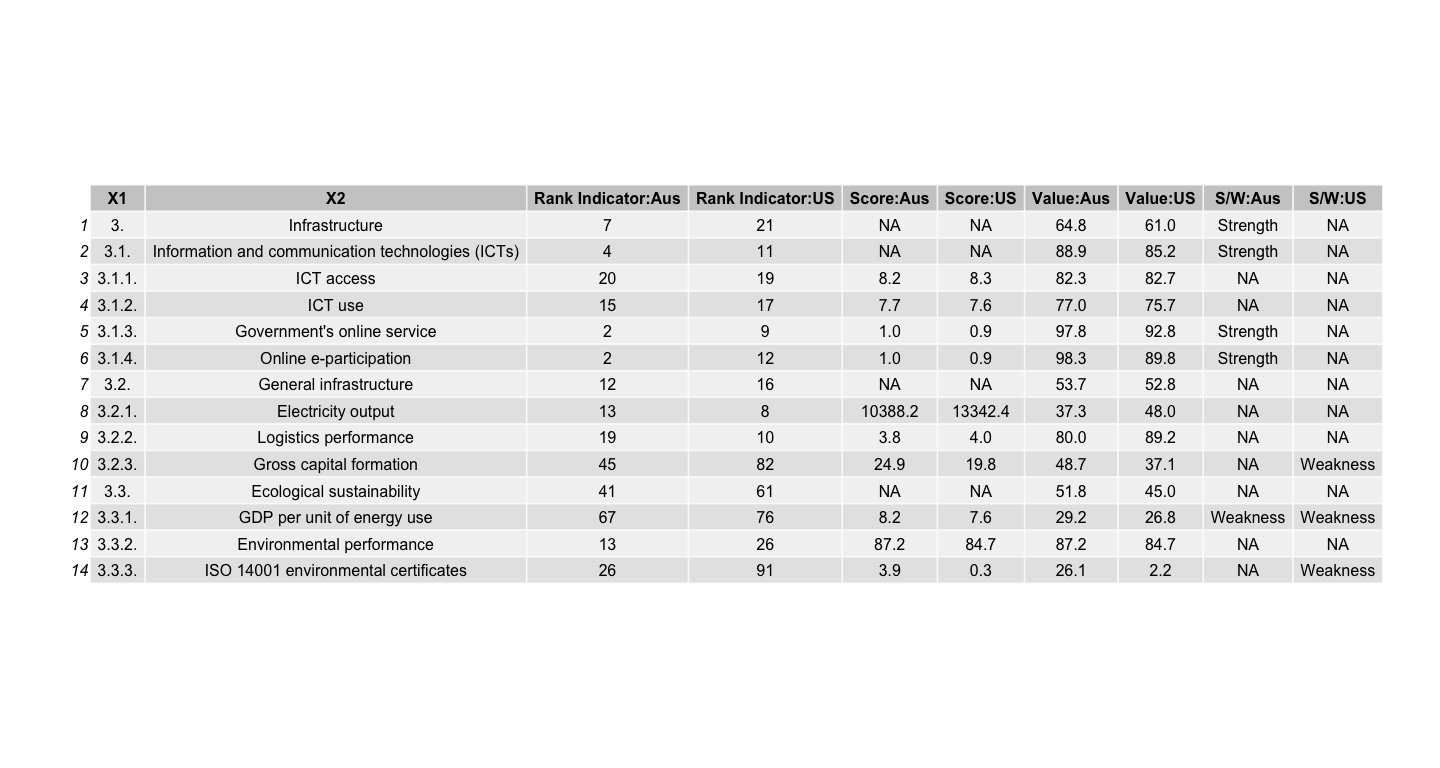 X1 X2 Rank Indicator:Aus Rank Indicator:US Score:Aus Score:US Value:Aus Value:US S/W:Aus S/W:US
1 3. Infrastructure 7 21 NA NA 64.8 61.0 Strength NA
2 3.1. Information and communication technologies (ICTs) 4 11 NA NA 88.9 85.2 Strength NA
3 3.1.1. ICT access 20 19 8.2 8.3 82.3 82.7 NA NA
4 3.1.2. ICT use 15 17 7.7 7.6 77.0 75.7 NA NA
5 3.1.3. Government's online service 2 9 1.0 0.9 97.8 92.8 Strength NA
6 3.1.4. Online e-participation 2 12 1.0 0.9 98.3 89.8 Strength NA
7 3.2. General infrastructure 12 16 NA NA 53.7 52.8 NA NA
8 3.2.1. Electricity output 13 8 10388.2 13342.4 37.3 48.0 NA NA
9 3.2.2. Logistics performance 19 10 3.8 4.0 80.0 89.2 NA NA
10 3.2.3. Gross capital formation 45 82 24.9 19.8 48.7 37.1 NA Weakness
11 3.3. Ecological sustainability 41 61 NA NA 51.8 45.0 NA NA
12 3.3.1. GDP per unit of energy use 67 76 8.2 7.6 29.2 26.8 Weakness Weakness
13 3.3.2. Environmental performance 13 26 87.2 84.7 87.2 84.7 NA NA
14 3.3.3. ISO 14001 environmental certificates 26 91 3.9 0.3 26.1 2.2 NA Weakness